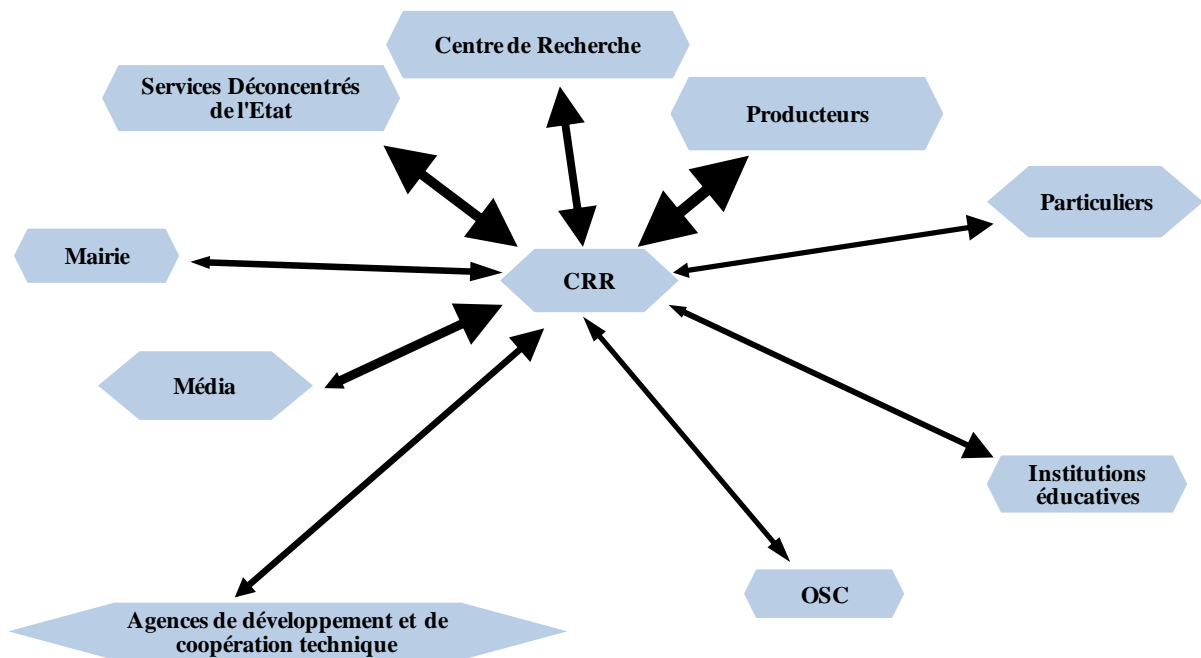 Centre de Recherche
Services Déconcentrés
de l'Etat
Producteurs
Particuliers
Mairie
CRR
Média
Institutions
éducatives
OSC
Agences de développement et de
coopération technique